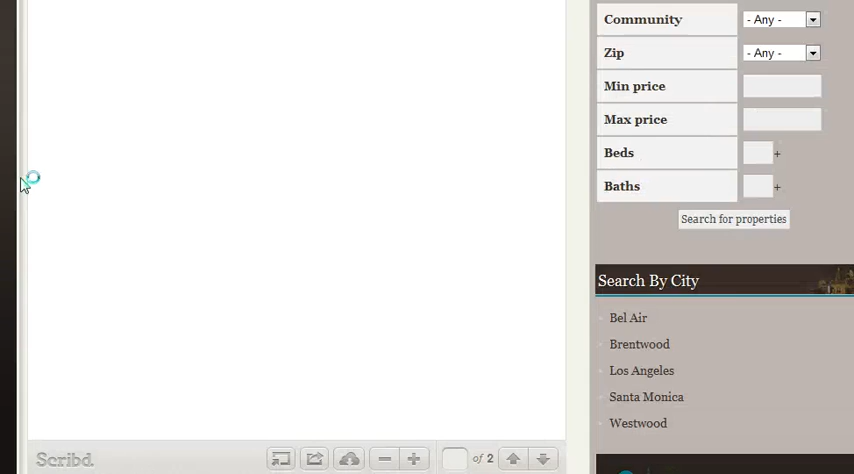 Community - Any -
Zip - Any -
Min price
Max price
Beds +
Baths +
Search for properties
Search By City
Bel Air
Brentwood
Los Angeles
Santa Monica
Westwood
Scribd. of 2